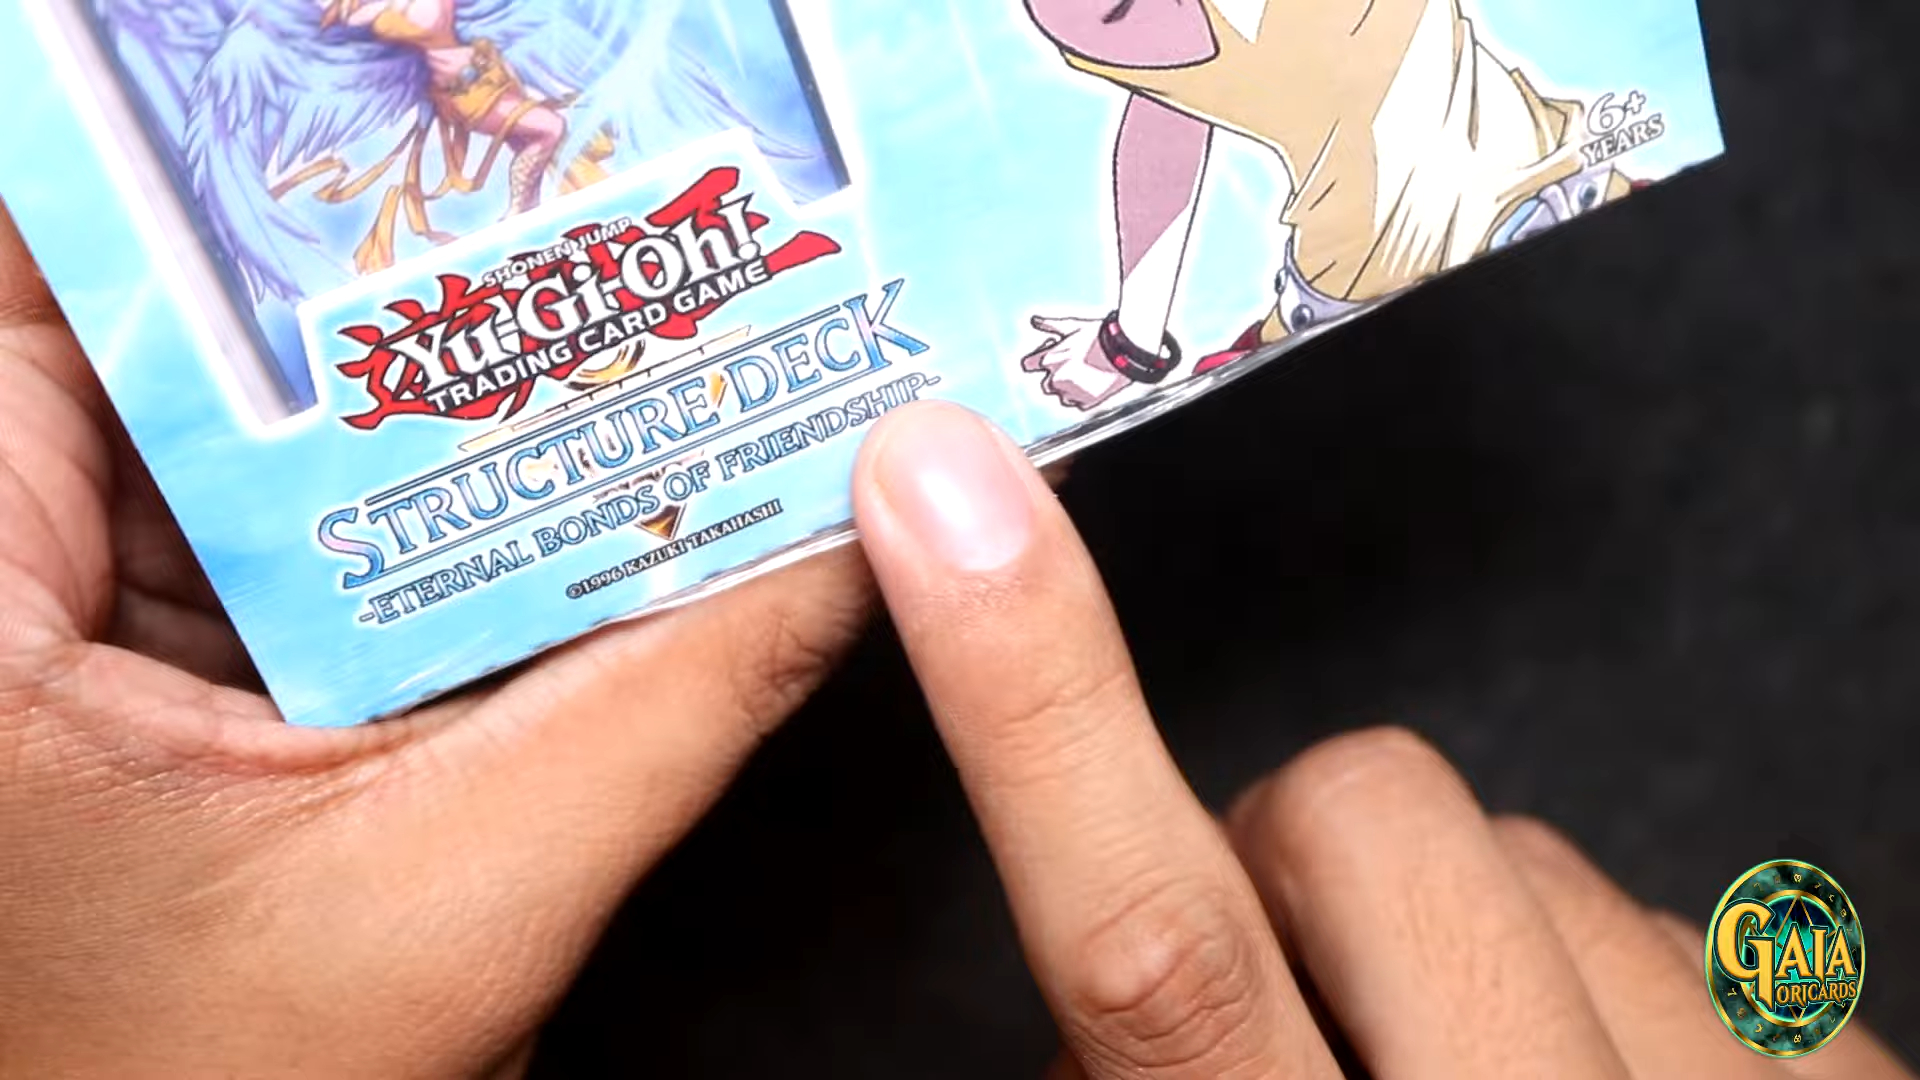 SHONEN JUMP
Yu-Gi-Oh!
TRADING CARD GAME
STRUCTURE DECK
-ETERNAL BONDS OF FRIENDSHIP-
©1996 KAZUKI TAKAHASHI
6+
YEARS
GAIA
ORICARDS